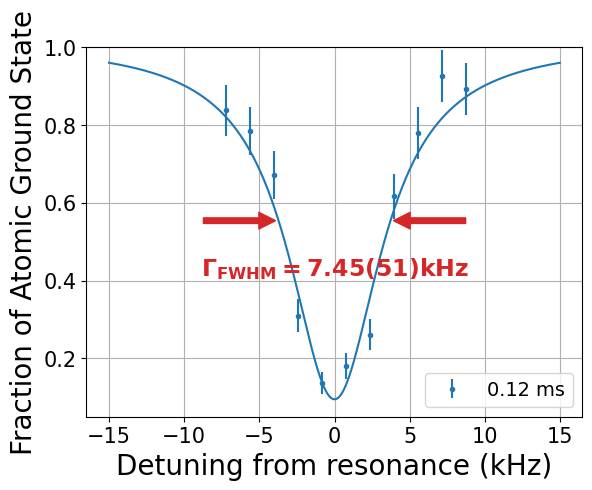 Fraction of Atomic Ground State
1.0
0.8
0.6
0.4
0.2
Γ_FWHM = 7.45(51)kHz
0.12 ms
−15 −10 −5 0 5 10 15
Detuning from resonance (kHz)